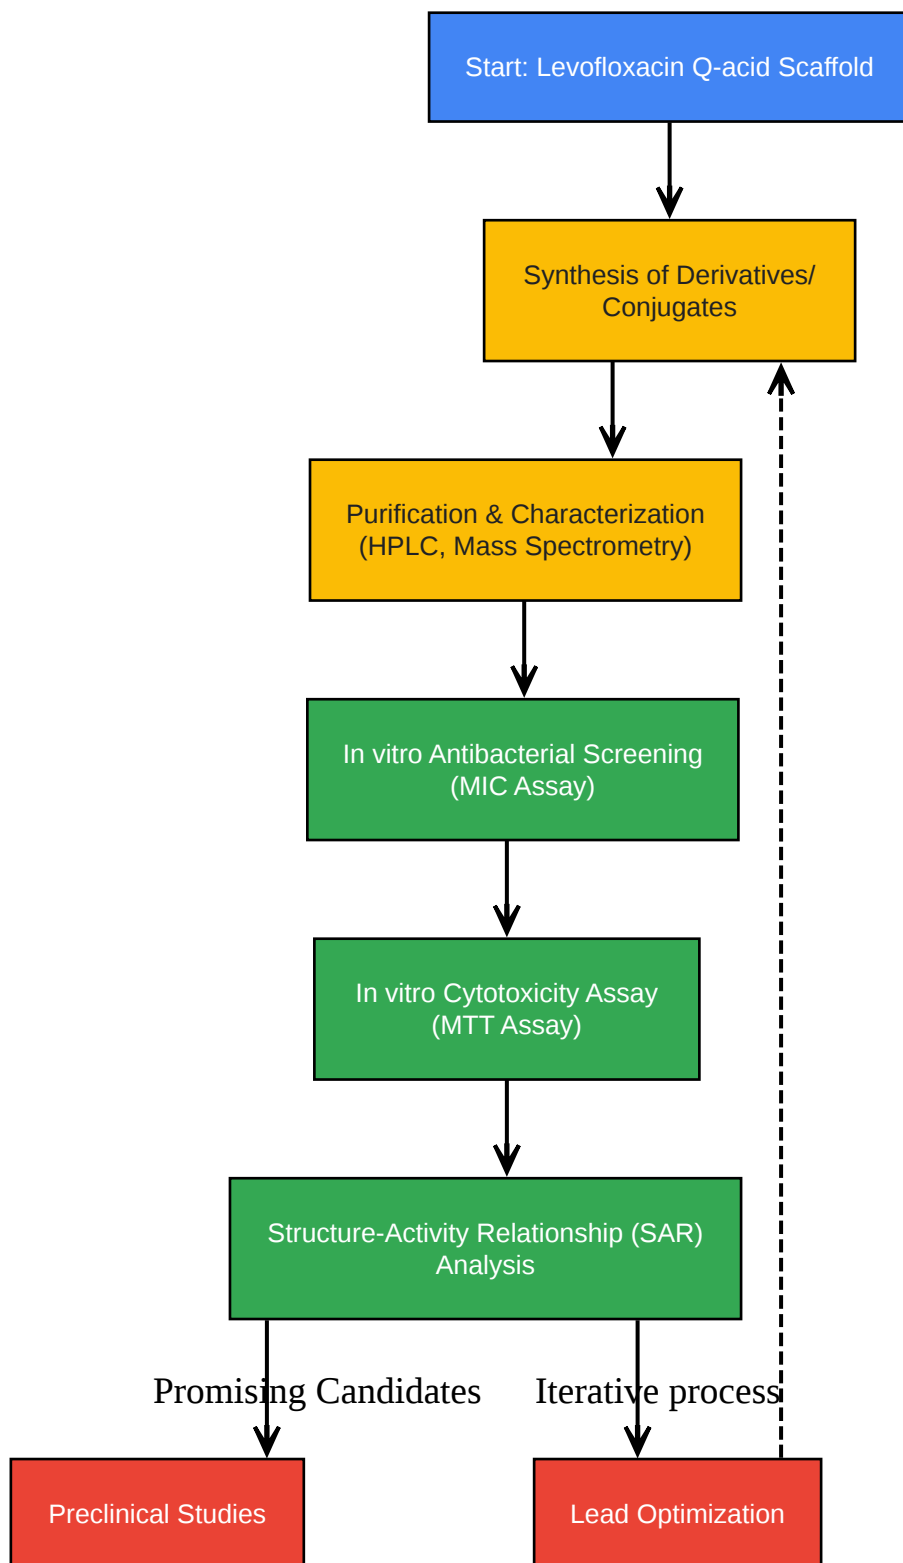 Start: Levofloxacin Q-acid Scaffold
Synthesis of Derivatives/
Conjugates
Purification & Characterization
(HPLC, Mass Spectrometry)
In vitro Antibacterial Screening
(MIC Assay)
In vitro Cytotoxicity Assay
(MTT Assay)
Structure-Activity Relationship (SAR)
Analysis
Promising Candidates
Iterative process
Preclinical Studies
Lead Optimization